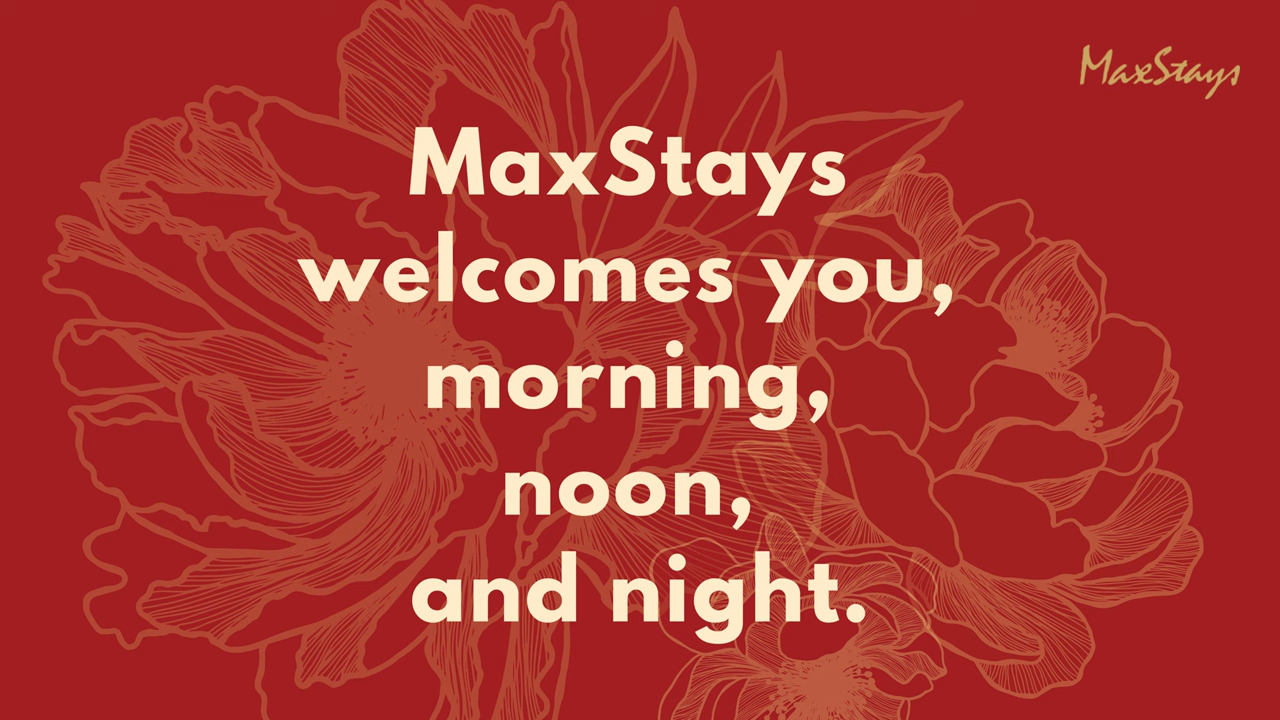 MaxStays
MaxStays
welcomes you,
morning,
noon,
and night.